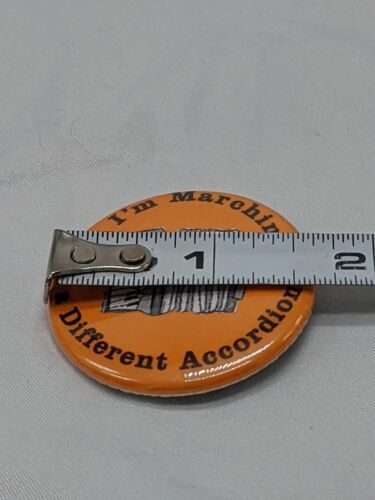 I'm Marchin
1 2
Different Accordion